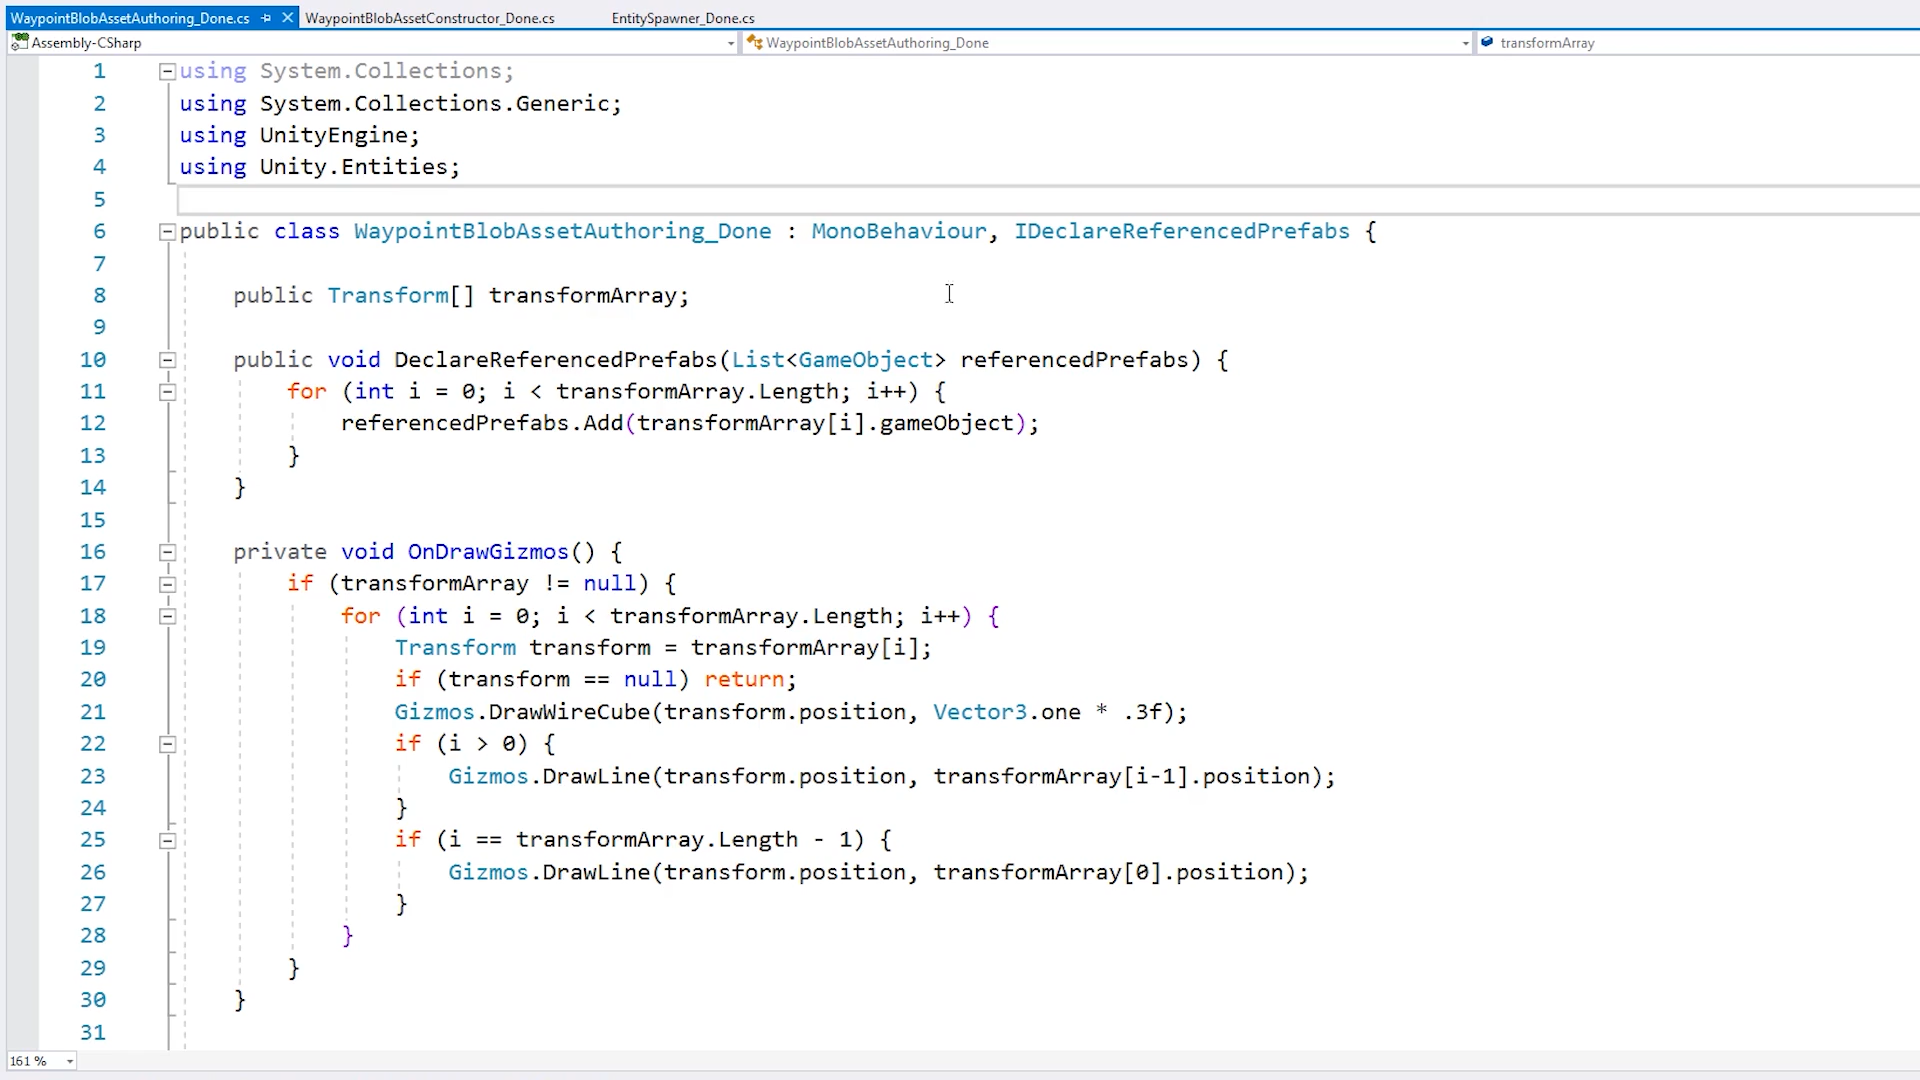 WaypointBlobAssetAuthoring_Done.cs WaypointBlobAssetConstructor_Done.cs EntitySpawner_Done.cs
Assembly-CSharp WaypointBlobAssetAuthoring_Done transformArray
1 using System.Collections;
2 using System.Collections.Generic;
3 using UnityEngine;
4 using Unity.Entities;
5
6 public class WaypointBlobAssetAuthoring_Done : MonoBehaviour, IDeclareReferencedPrefabs {
7
8 public Transform[] transformArray;
9
10 public void DeclareReferencedPrefabs(List<GameObject> referencedPrefabs) {
11 for (int i = 0; i < transformArray.Length; i++) {
12 referencedPrefabs.Add(transformArray[i].gameObject);
13 }
14 }
15
16 private void OnDrawGizmos() {
17 if (transformArray != null) {
18 for (int i = 0; i < transformArray.Length; i++) {
19 Transform transform = transformArray[i];
20 if (transform == null) return;
21 Gizmos.DrawWireCube(transform.position, Vector3.one * .3f);
22 if (i > 0) {
23 Gizmos.DrawLine(transform.position, transformArray[i-1].position);
24 }
25 if (i == transformArray.Length - 1) {
26 Gizmos.DrawLine(transform.position, transformArray[0].position);
27 }
28 }
29 }
30 }
31
161 %